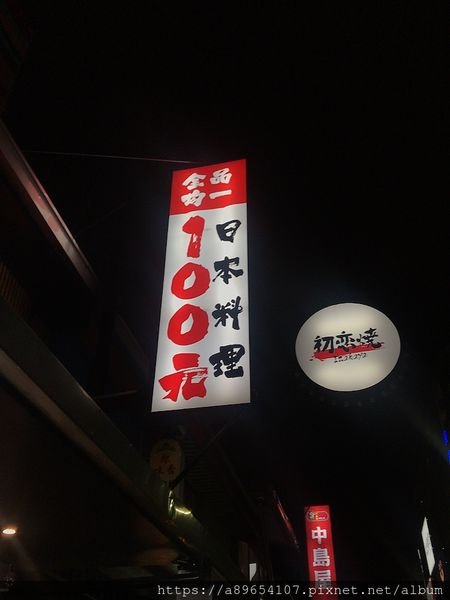 全品
均一
100元
日本料理
初恋焼
中島屋
https://a89654107.pixnet.net/album